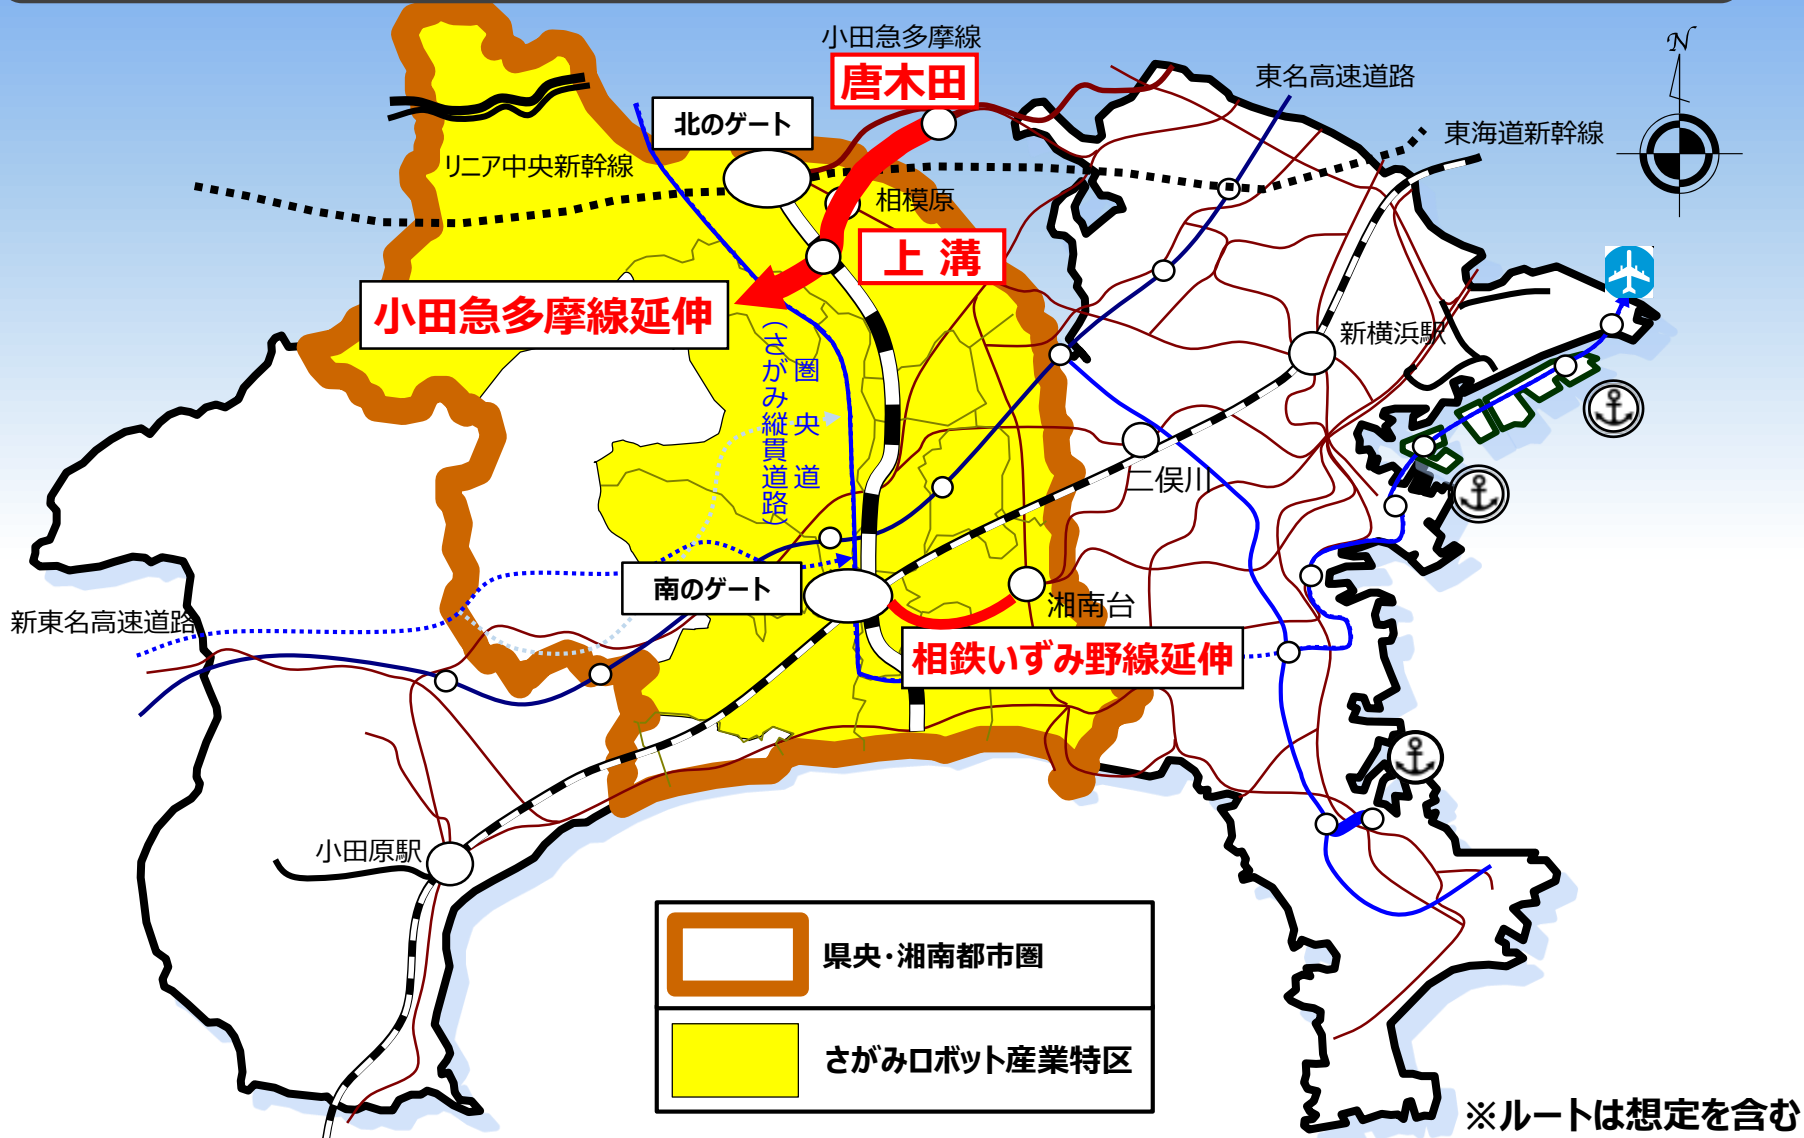 小田急多摩線
唐木田
東名高速道路
N
北のゲート
東海道新幹線
リニア中央新幹線
相模原
上 溝
小田急多摩線延伸
新横浜駅
圏央道
(さがみ縦貫道路)
二俣川
南のゲート
湘南台
新東名高速道路
相鉄いずみ野線延伸
小田原駅
県央・湘南都市圏
さがみロボット産業特区
※ルートは想定を含む